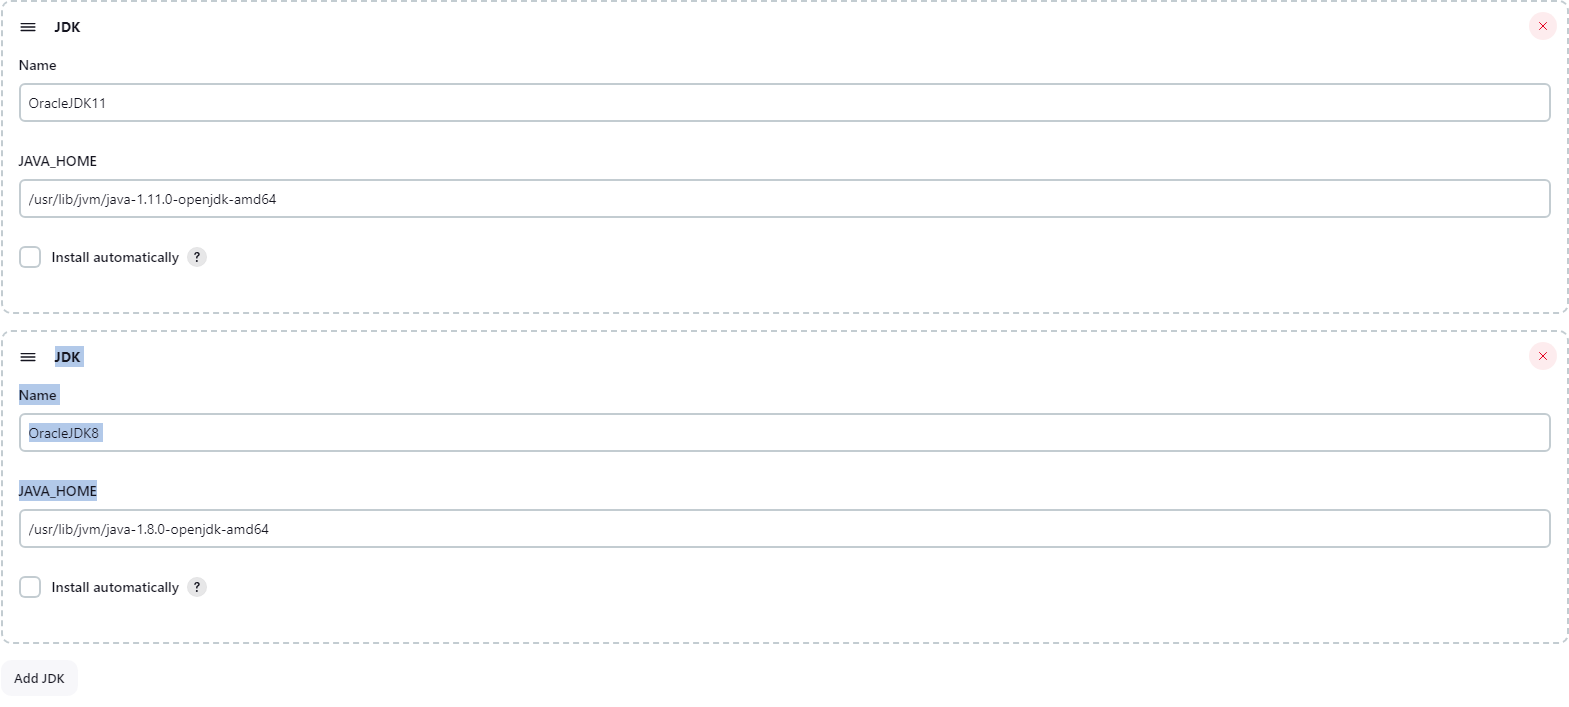 JDK
Name
OracleJDK11
JAVA_HOME
/usr/lib/jvm/java-1.11.0-openjdk-amd64
Install automatically ?
JDK
Name
OracleJDK8
JAVA_HOME
/usr/lib/jvm/java-1.8.0-openjdk-amd64
Install automatically ?
Add JDK